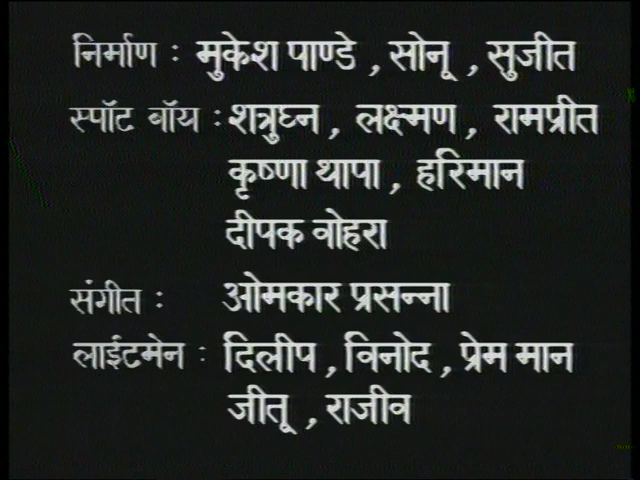 निर्माण : मुकेश पाण्डे , सोनू , सुजीत
स्पॉट बॉय : शत्रुघ्न , लक्ष्मण , रामप्रीत
कृष्णा थापा , हरिमान
दीपक वोहरा
संगीत : ओमकार प्रसन्ना
लाईटमेन : दिलीप , विनोद , प्रेम मान
जीतू , राजीव